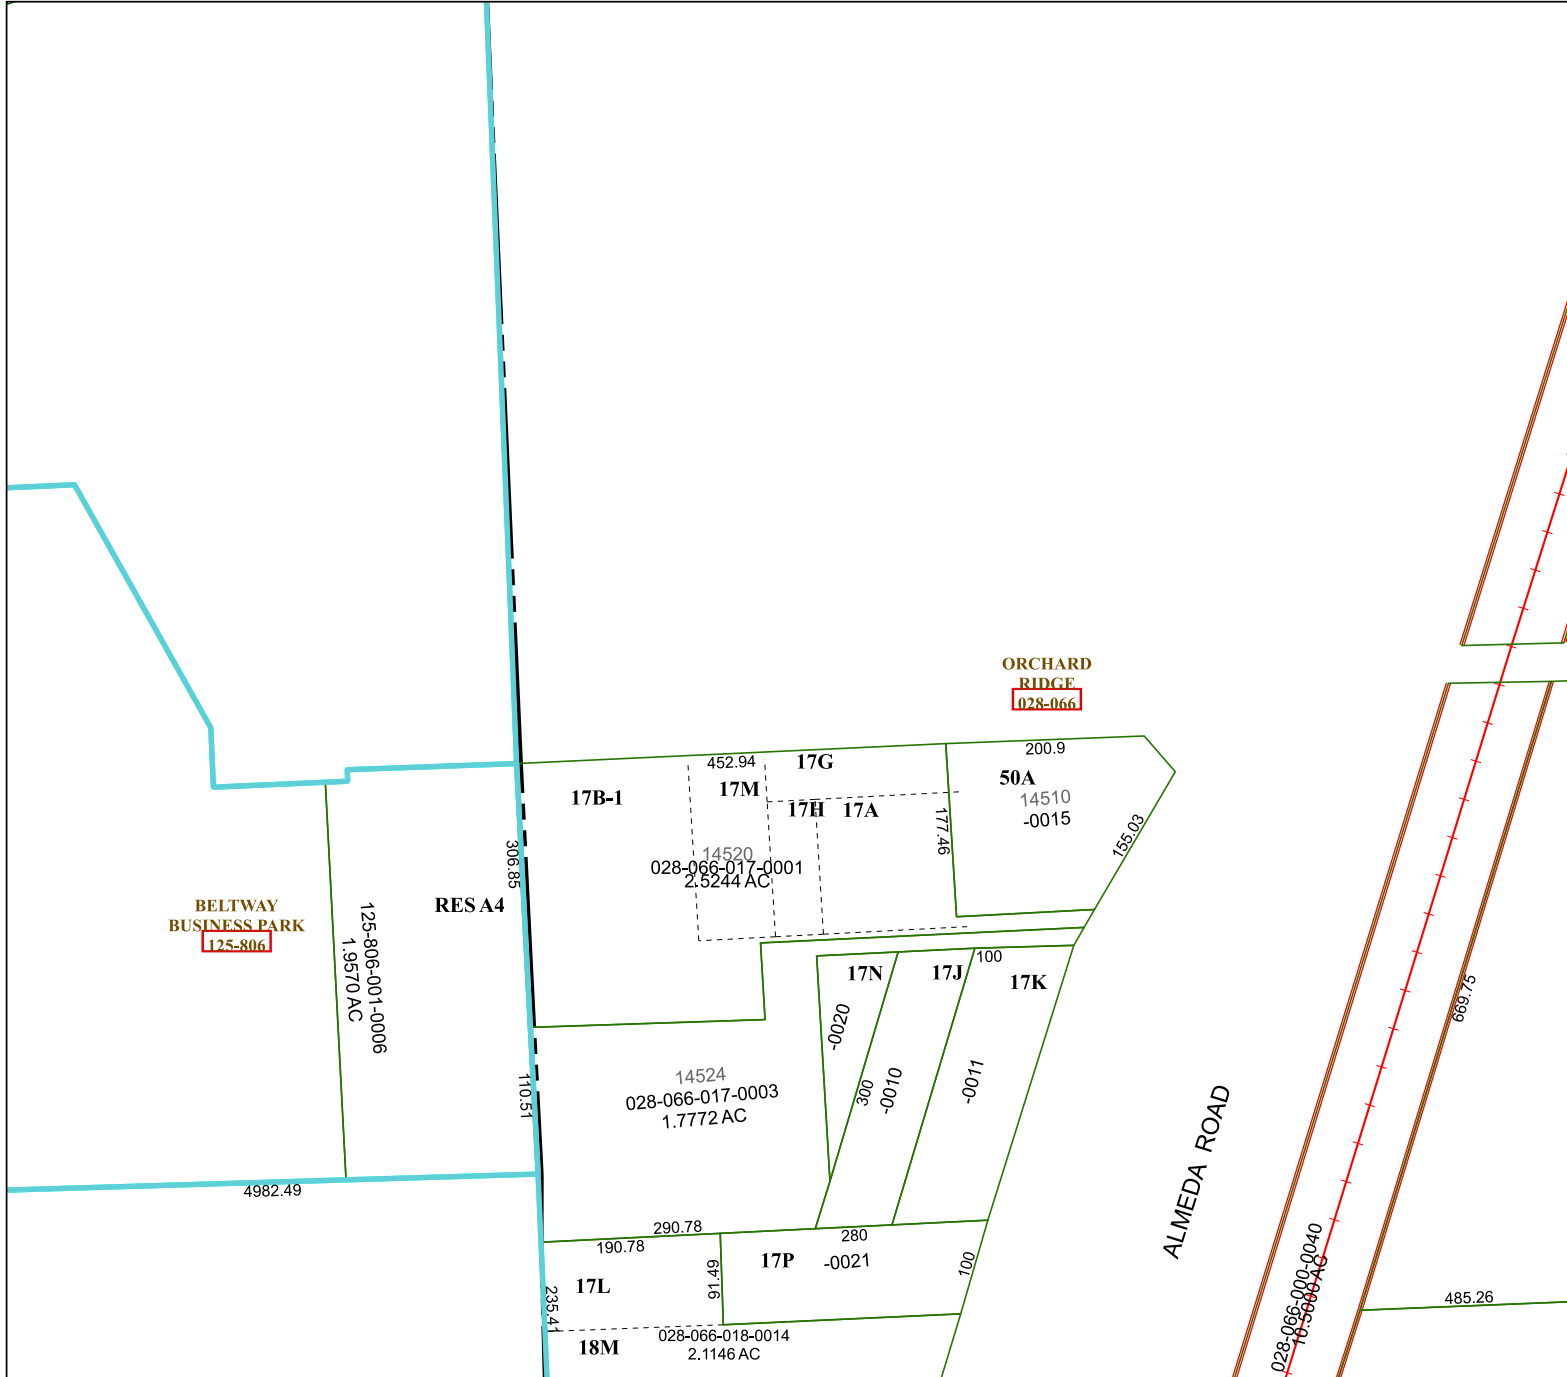 ORCHARD
RIDGE
028-066
200.9
452.94
17G
17M
50A
17B-1
17H
17A
14510
-0015
177.46
155.03
306.85
14520
028-066-017-0001
2.5244 AC
RES A4
BELTWAY
BUSINESS PARK
125-806
125-806-001-0006
1.9570 AC
100
17N
17J
17K
-0020
669.75
300
-0010
-0011
14524
028-066-017-0003
1.7772 AC
110.51
ALMEDA ROAD
4982.49
290.78
190.78
280
17P
-0021
100
91.49
17L
235.41
028-066-000-0040
10.5000 AC
485.26
18M
028-066-018-0014
2.1146 AC